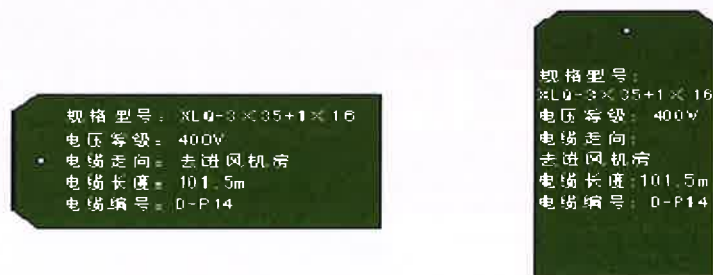 规格型号: XLQ-3×35+1×16
电压等级: 400V
电缆走向: 去进风机房
电缆长度: 101.5m
电缆编号: D-P14
规格型号:
XLQ-3×35+1×16
电压等级: 400V
电缆走向:
去进风机房
电缆长度:101.5m
电缆编号: D-P14